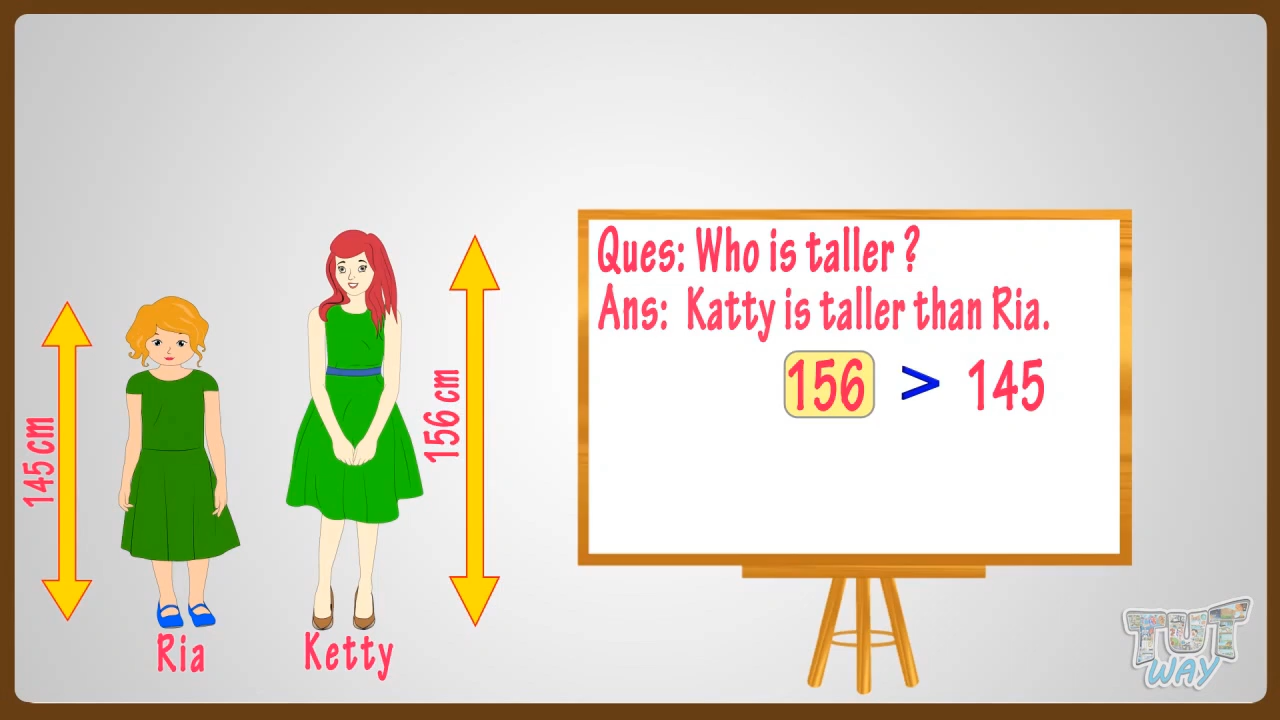 Ques: Who is taller ?
Ans: Katty is taller than Ria.
156 > 145
145 cm
156 cm
Ria
Ketty
TUT
WAY